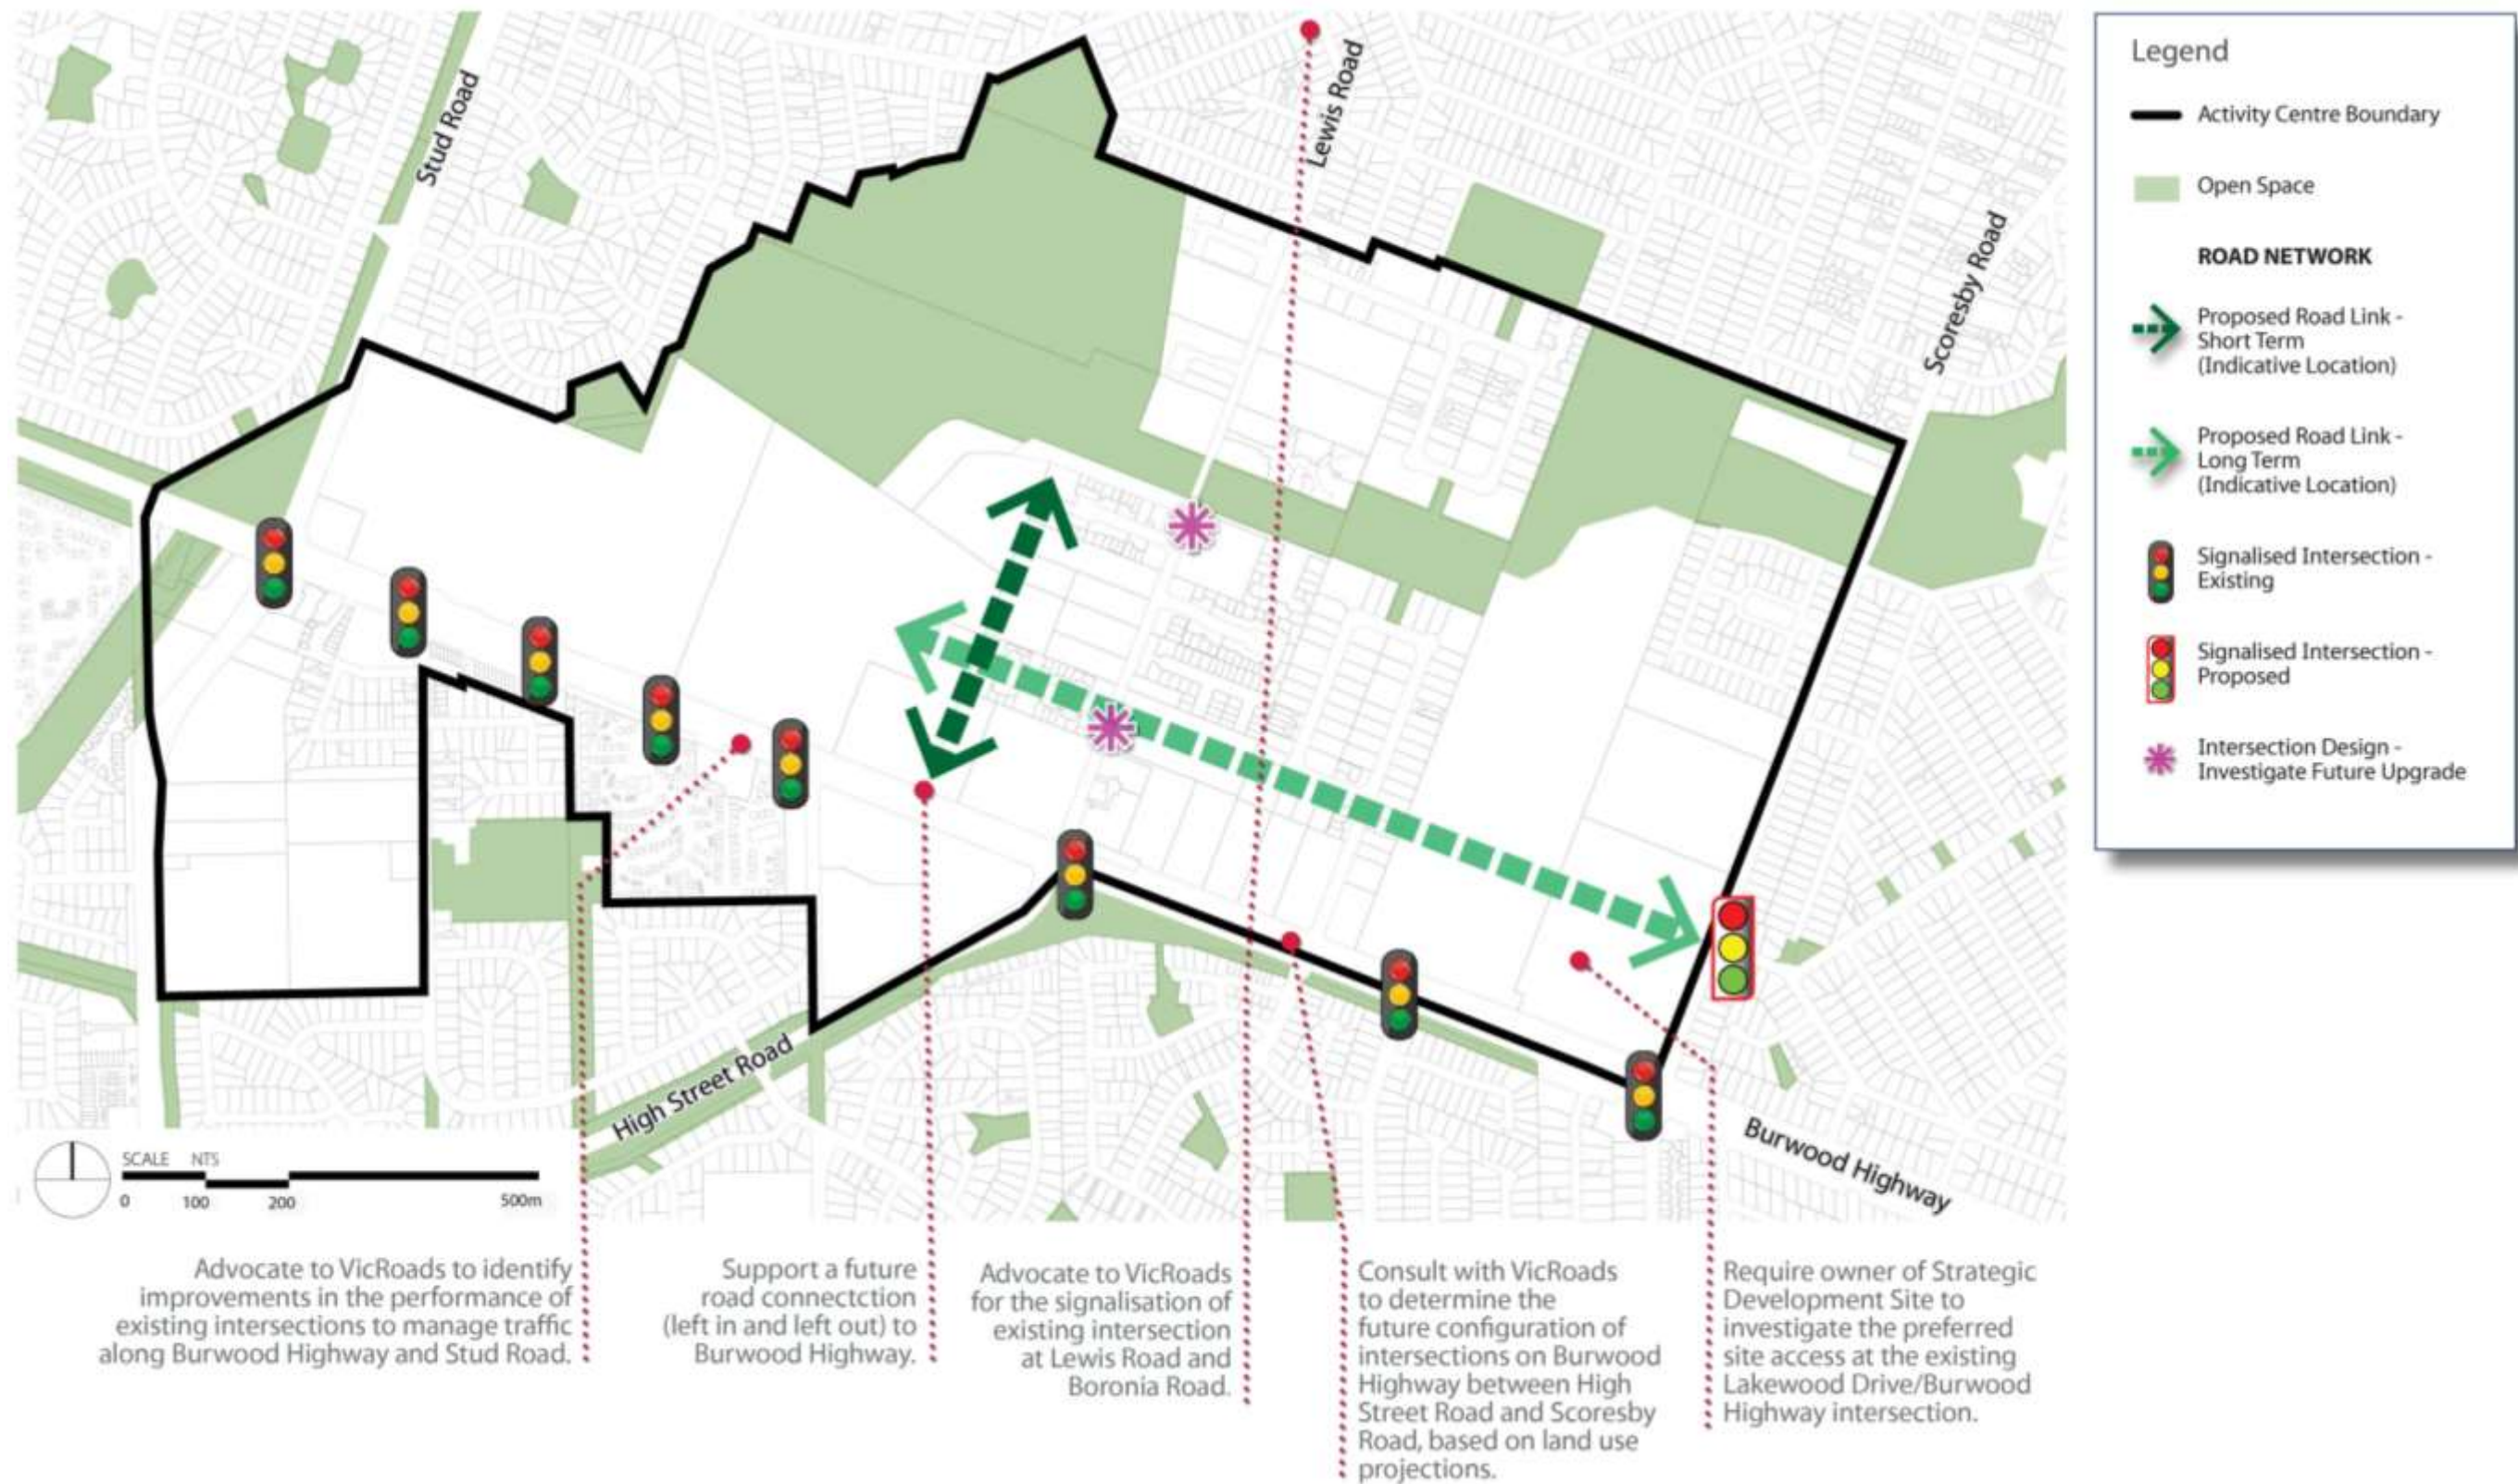 Stud Road
Lewis Road
Scoresby Road
High Street Road
Burwood Highway
SCALE NTS
0 100 200 500m
Advocate to VicRoads to identify
improvements in the performance of
existing intersections to manage traffic
along Burwood Highway and Stud Road.
Support a future
road connectction
(left in and left out) to
Burwood Highway.
Advocate to VicRoads
for the signalisation of
existing intersection
at Lewis Road and
Boronia Road.
Consult with VicRoads
to determine the
future configuration of
intersections on Burwood
Highway between High
Street Road and Scoresby
Road, based on land use
projections.
Require owner of Strategic
Development Site to
investigate the preferred
site access at the existing
Lakewood Drive/Burwood
Highway intersection.
Legend
Activity Centre Boundary
Open Space
ROAD NETWORK
Proposed Road Link -
Short Term
(Indicative Location)
Proposed Road Link -
Long Term
(Indicative Location)
Signalised Intersection -
Existing
Signalised Intersection -
Proposed
Intersection Design -
Investigate Future Upgrade